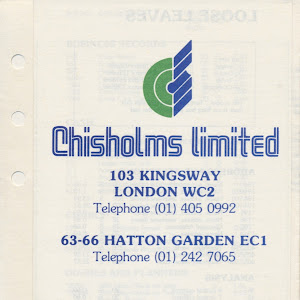 LOOSE LEAVES
Chisholms limited
103 KINGSWAY
LONDON WC2
Telephone (01) 405 0992
63-66 HATTON GARDEN EC1
Telephone (01) 242 7065